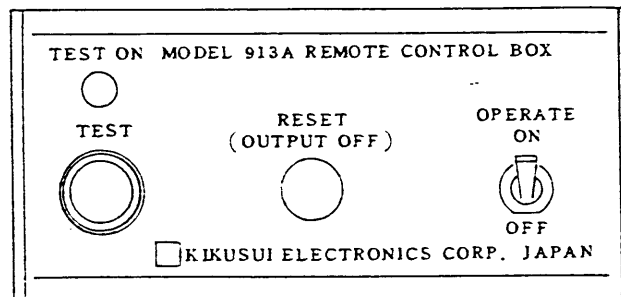 TEST ON MODEL 913A REMOTE CONTROL BOX
TEST
RESET
(OUTPUT OFF)
OPERATE
ON
OFF
KIKUSUI ELECTRONICS CORP. JAPAN